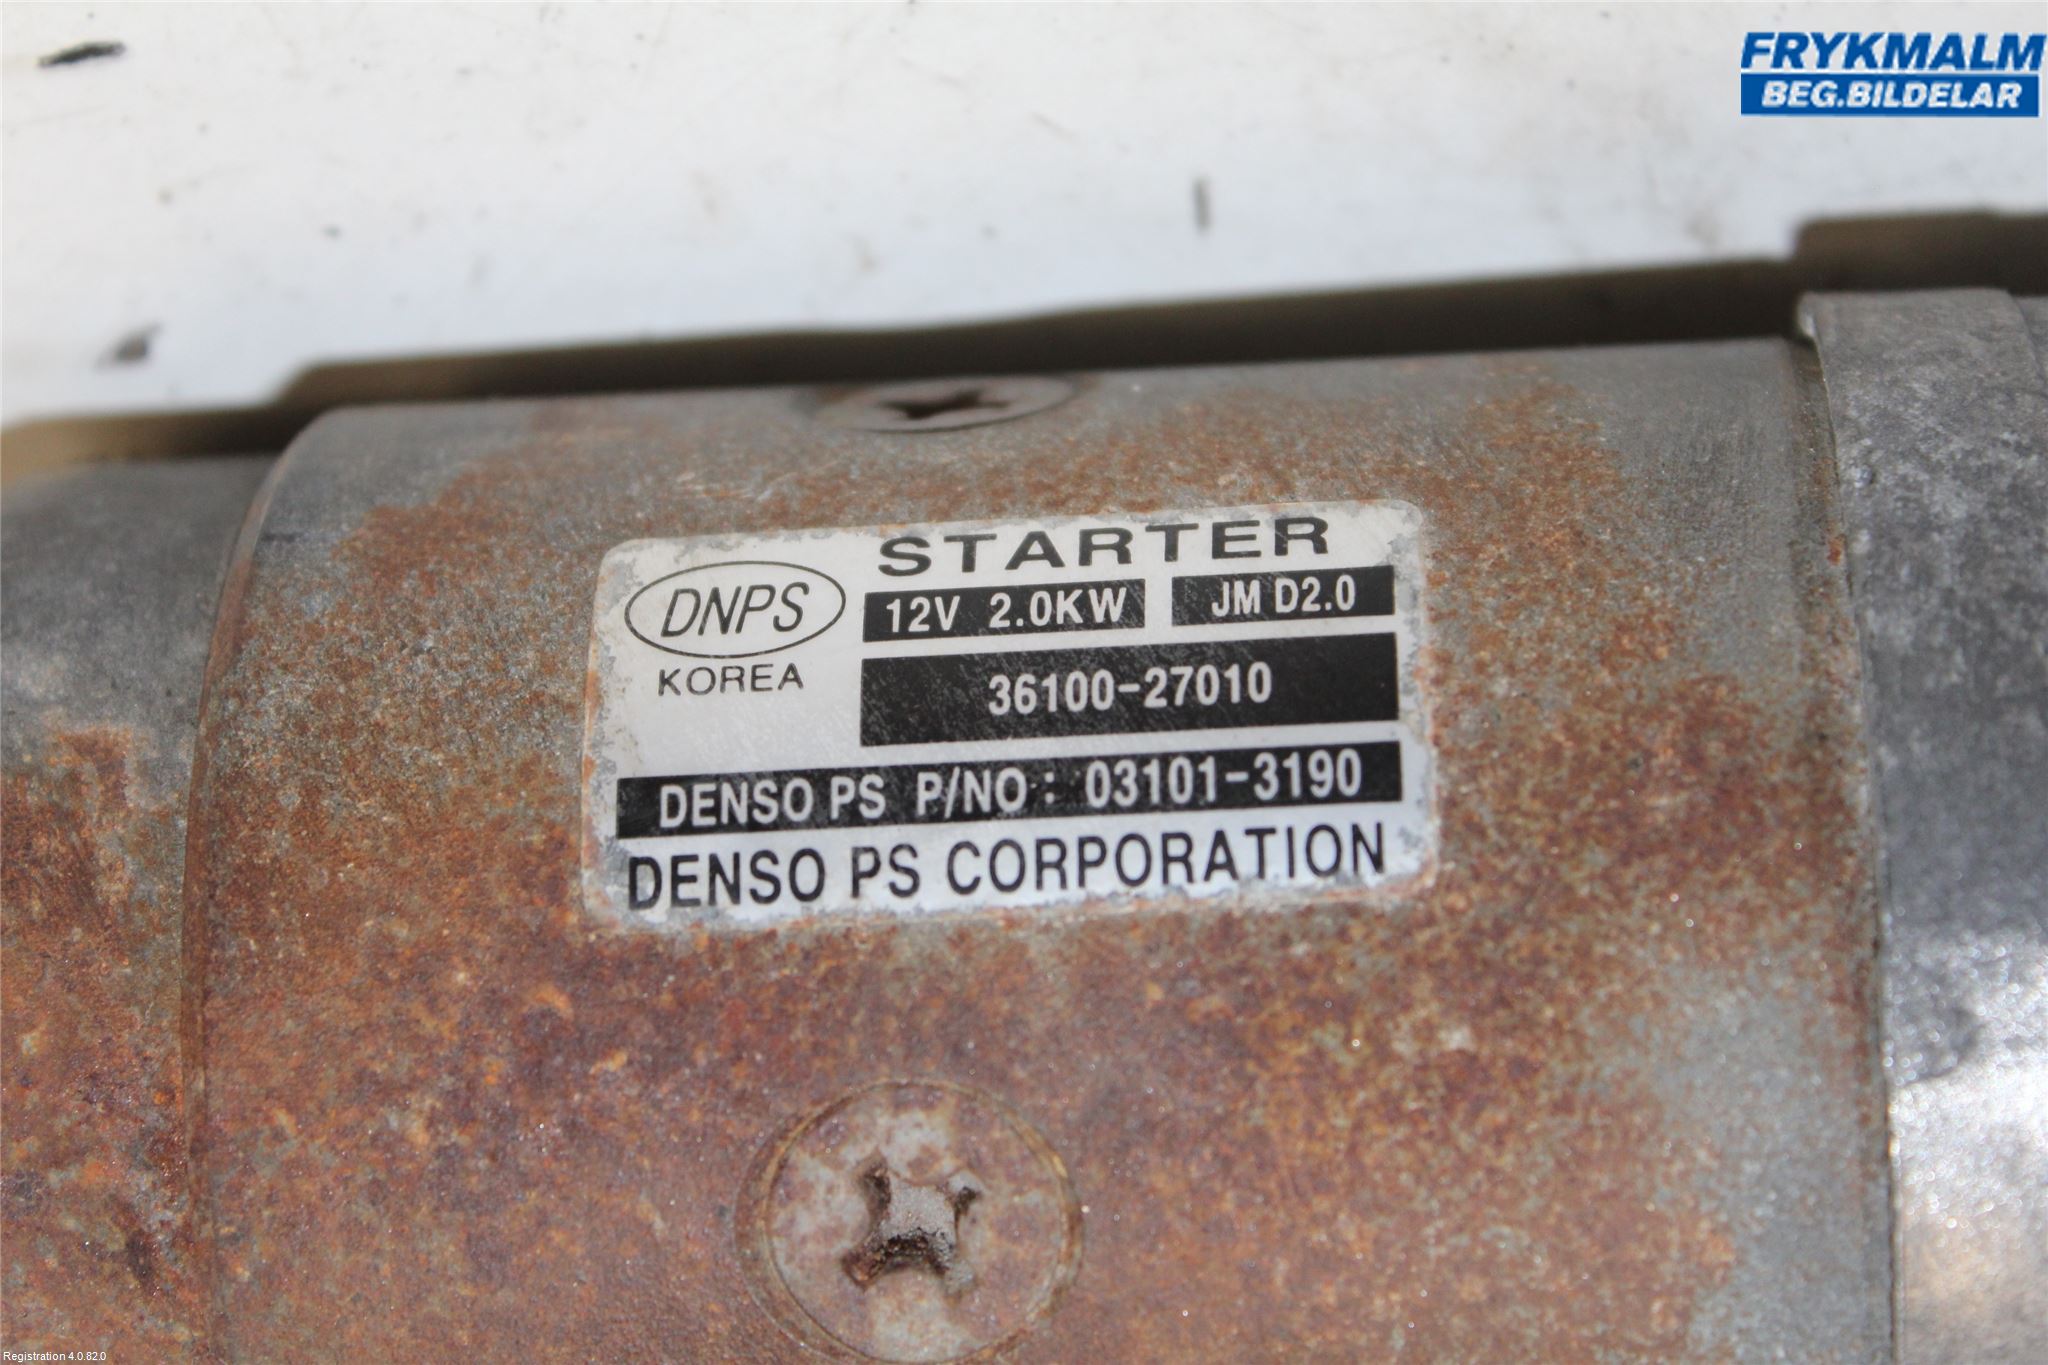 FRYKMALM
BEG.BILDELAR
STARTER
DNPS
KOREA
12V 2.0KW
JM D2.0
36100-27010
DENSO PS P/NO: 03101-3190
DENSO PS CORPORATION
Registration 4.0.82.0